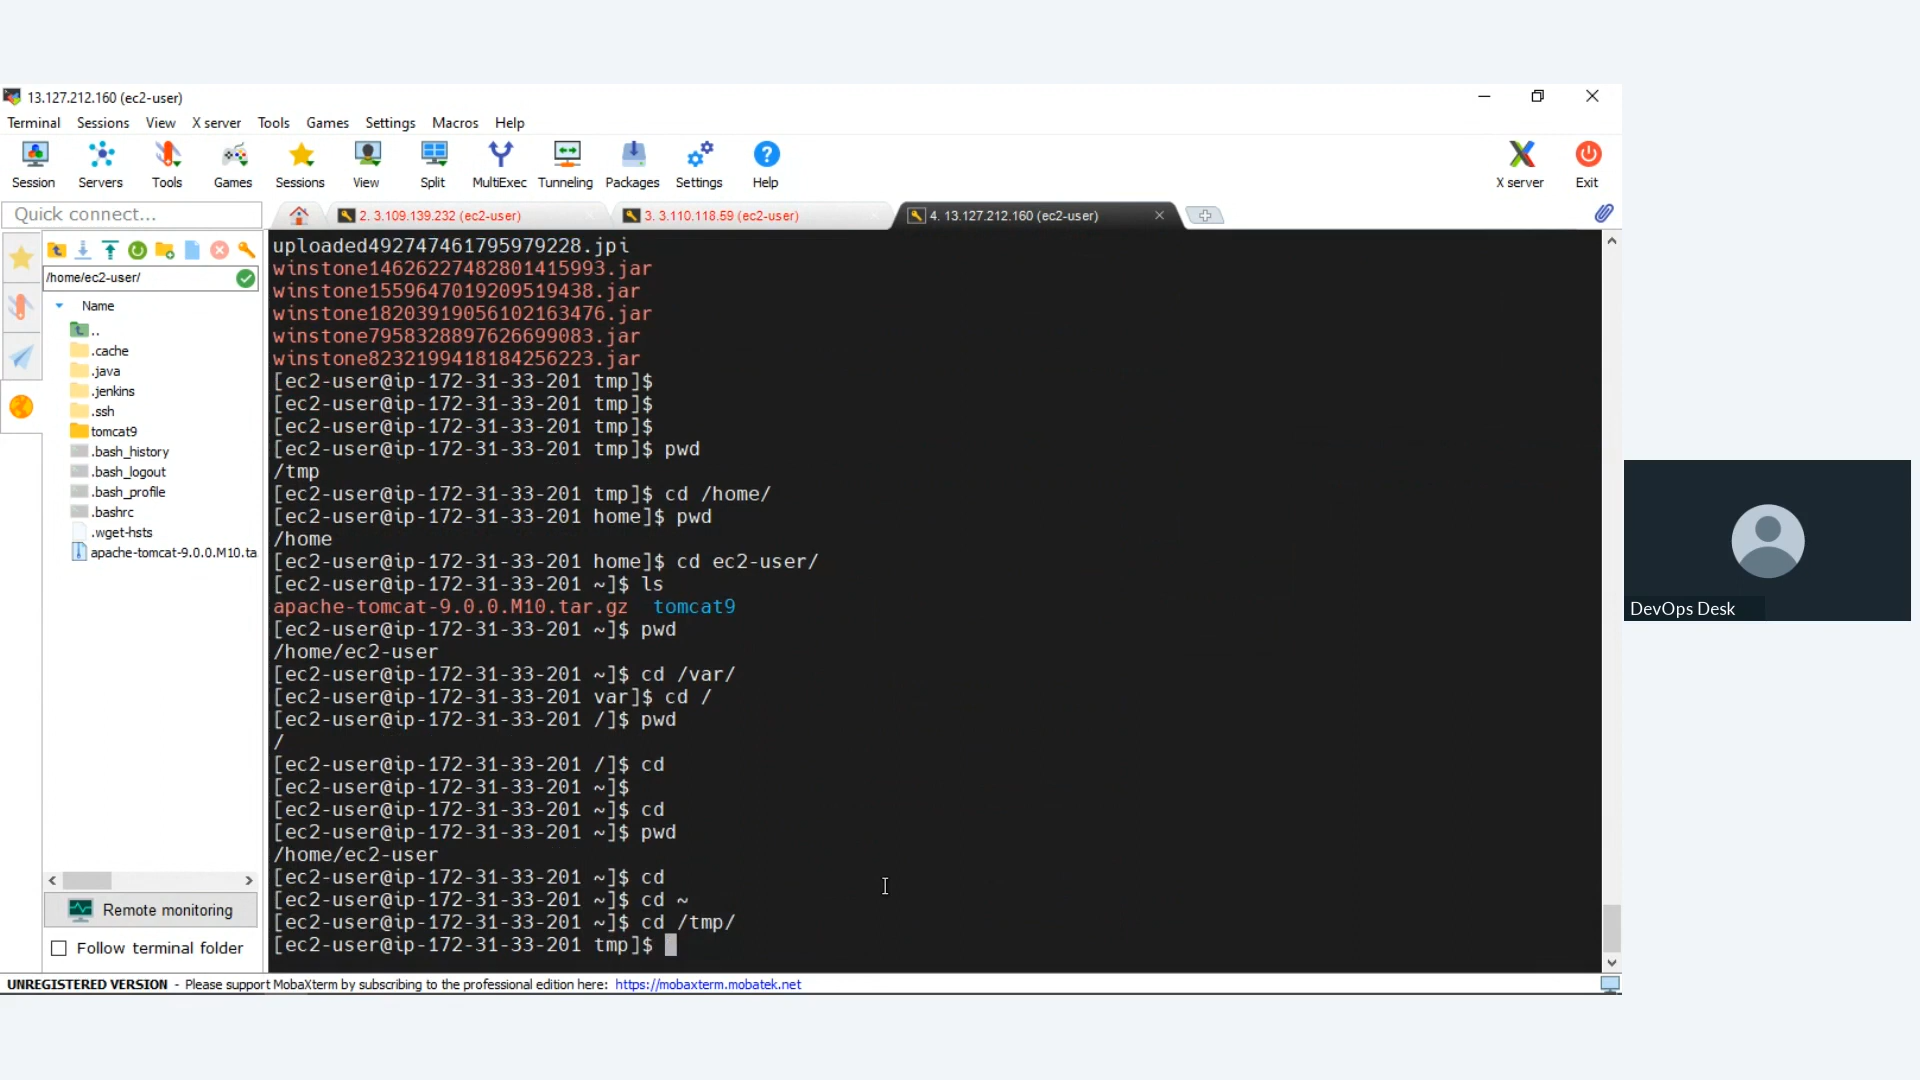 13.127.212.160 (ec2-user)
Terminal Sessions View X server Tools Games Settings Macros Help
Session Servers Tools Games Sessions View Split MultiExec Tunneling Packages Settings Help X server Exit
Quick connect...
2. 3.109.139.232 (ec2-user)
3. 3.110.118.59 (ec2-user)
4. 13.127.212.160 (ec2-user)
/home/ec2-user/
Name
..
.cache
.java
.jenkins
.ssh
tomcat9
.bash_history
.bash_logout
.bash_profile
.bashrc
.wget-hsts
apache-tomcat-9.0.0.M10.ta
Remote monitoring
Follow terminal folder
uploaded492747461795979228.jpi
winstone14626227482801415993.jar
winstone1559647019209519438.jar
winstone18203919056102163476.jar
winstone7958328897626699083.jar
winstone8232199418184256223.jar
[ec2-user@ip-172-31-33-201 tmp]$
[ec2-user@ip-172-31-33-201 tmp]$
[ec2-user@ip-172-31-33-201 tmp]$
[ec2-user@ip-172-31-33-201 tmp]$ pwd
/tmp
[ec2-user@ip-172-31-33-201 tmp]$ cd /home/
[ec2-user@ip-172-31-33-201 home]$ pwd
/home
[ec2-user@ip-172-31-33-201 home]$ cd ec2-user/
[ec2-user@ip-172-31-33-201 ~]$ ls
apache-tomcat-9.0.0.M10.tar.gz tomcat9
[ec2-user@ip-172-31-33-201 ~]$ pwd
/home/ec2-user
[ec2-user@ip-172-31-33-201 ~]$ cd /var/
[ec2-user@ip-172-31-33-201 var]$ cd /
[ec2-user@ip-172-31-33-201 /]$ pwd
/
[ec2-user@ip-172-31-33-201 /]$ cd
[ec2-user@ip-172-31-33-201 ~]$
[ec2-user@ip-172-31-33-201 ~]$ cd
[ec2-user@ip-172-31-33-201 ~]$ pwd
/home/ec2-user
[ec2-user@ip-172-31-33-201 ~]$ cd
[ec2-user@ip-172-31-33-201 ~]$ cd ~
[ec2-user@ip-172-31-33-201 ~]$ cd /tmp/
[ec2-user@ip-172-31-33-201 tmp]$
DevOps Desk
UNREGISTERED VERSION - Please support MobaXterm by subscribing to the professional edition here: https://mobaxterm.mobatek.net